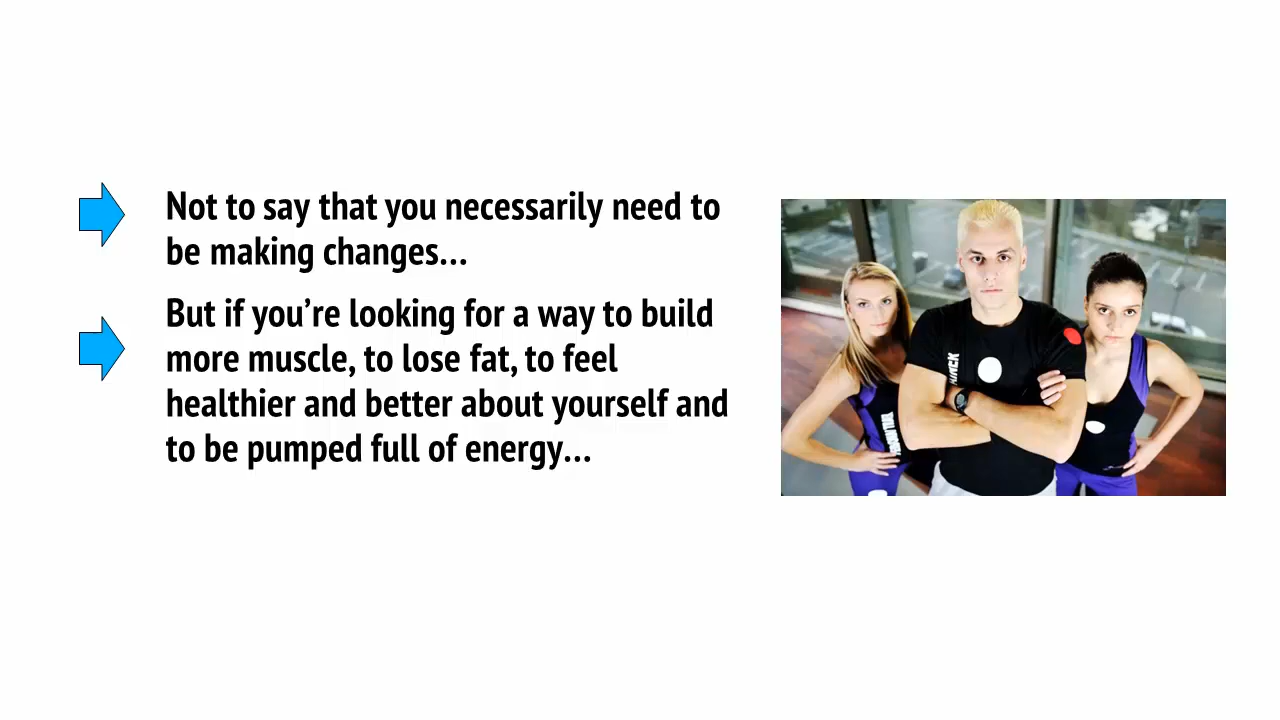 Not to say that you necessarily need to
be making changes…
But if you’re looking for a way to build
more muscle, to lose fat, to feel
healthier and better about yourself and
to be pumped full of energy…